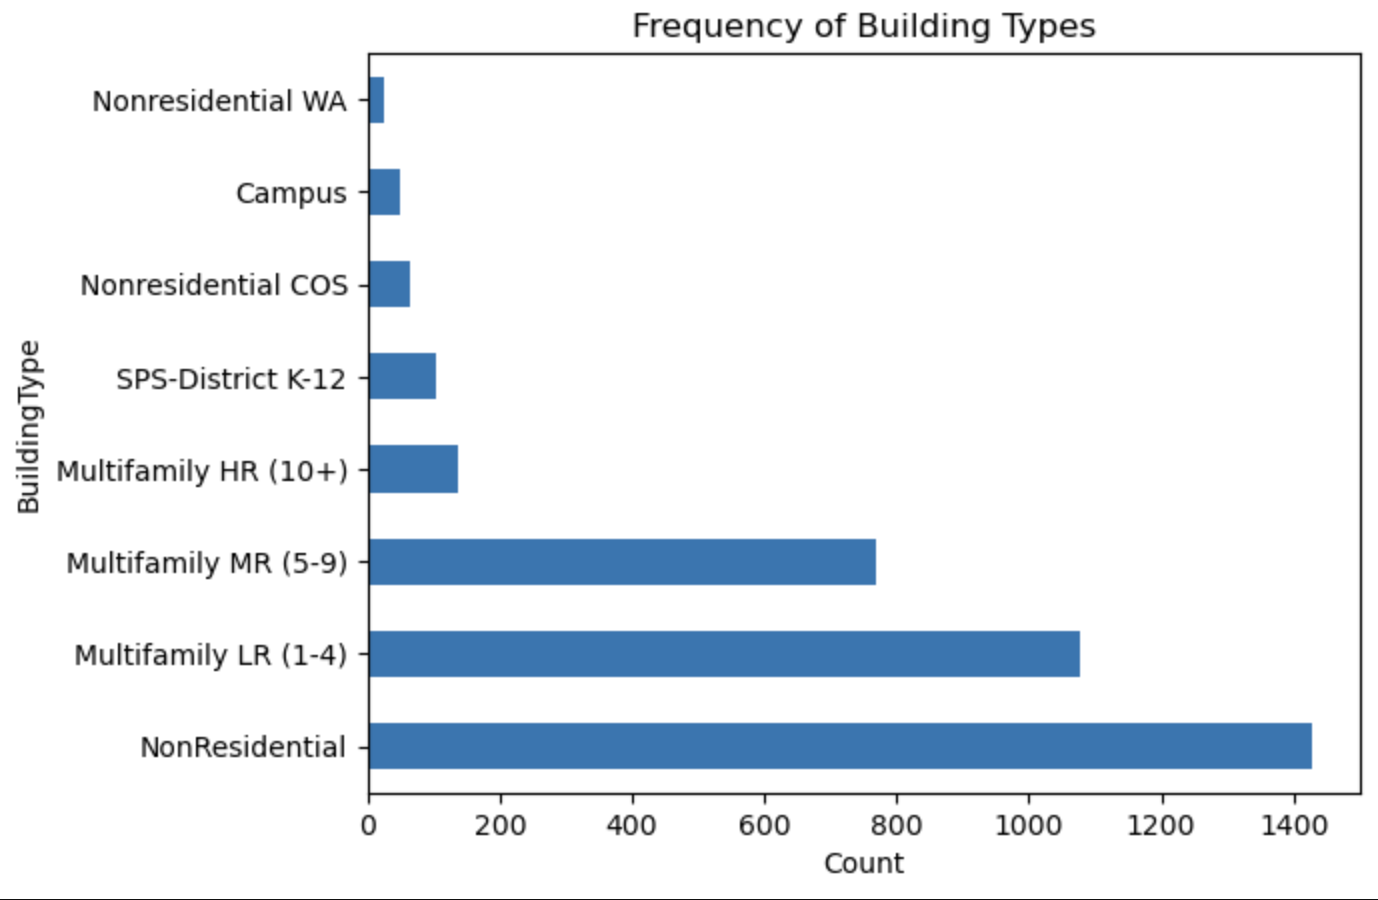 Frequency of Building Types
Nonresidential WA
Campus
Nonresidential COS
SPS-District K-12
Multifamily HR (10+)
Multifamily MR (5-9)
Multifamily LR (1-4)
NonResidential
BuildingType
0 200 400 600 800 1000 1200 1400
Count